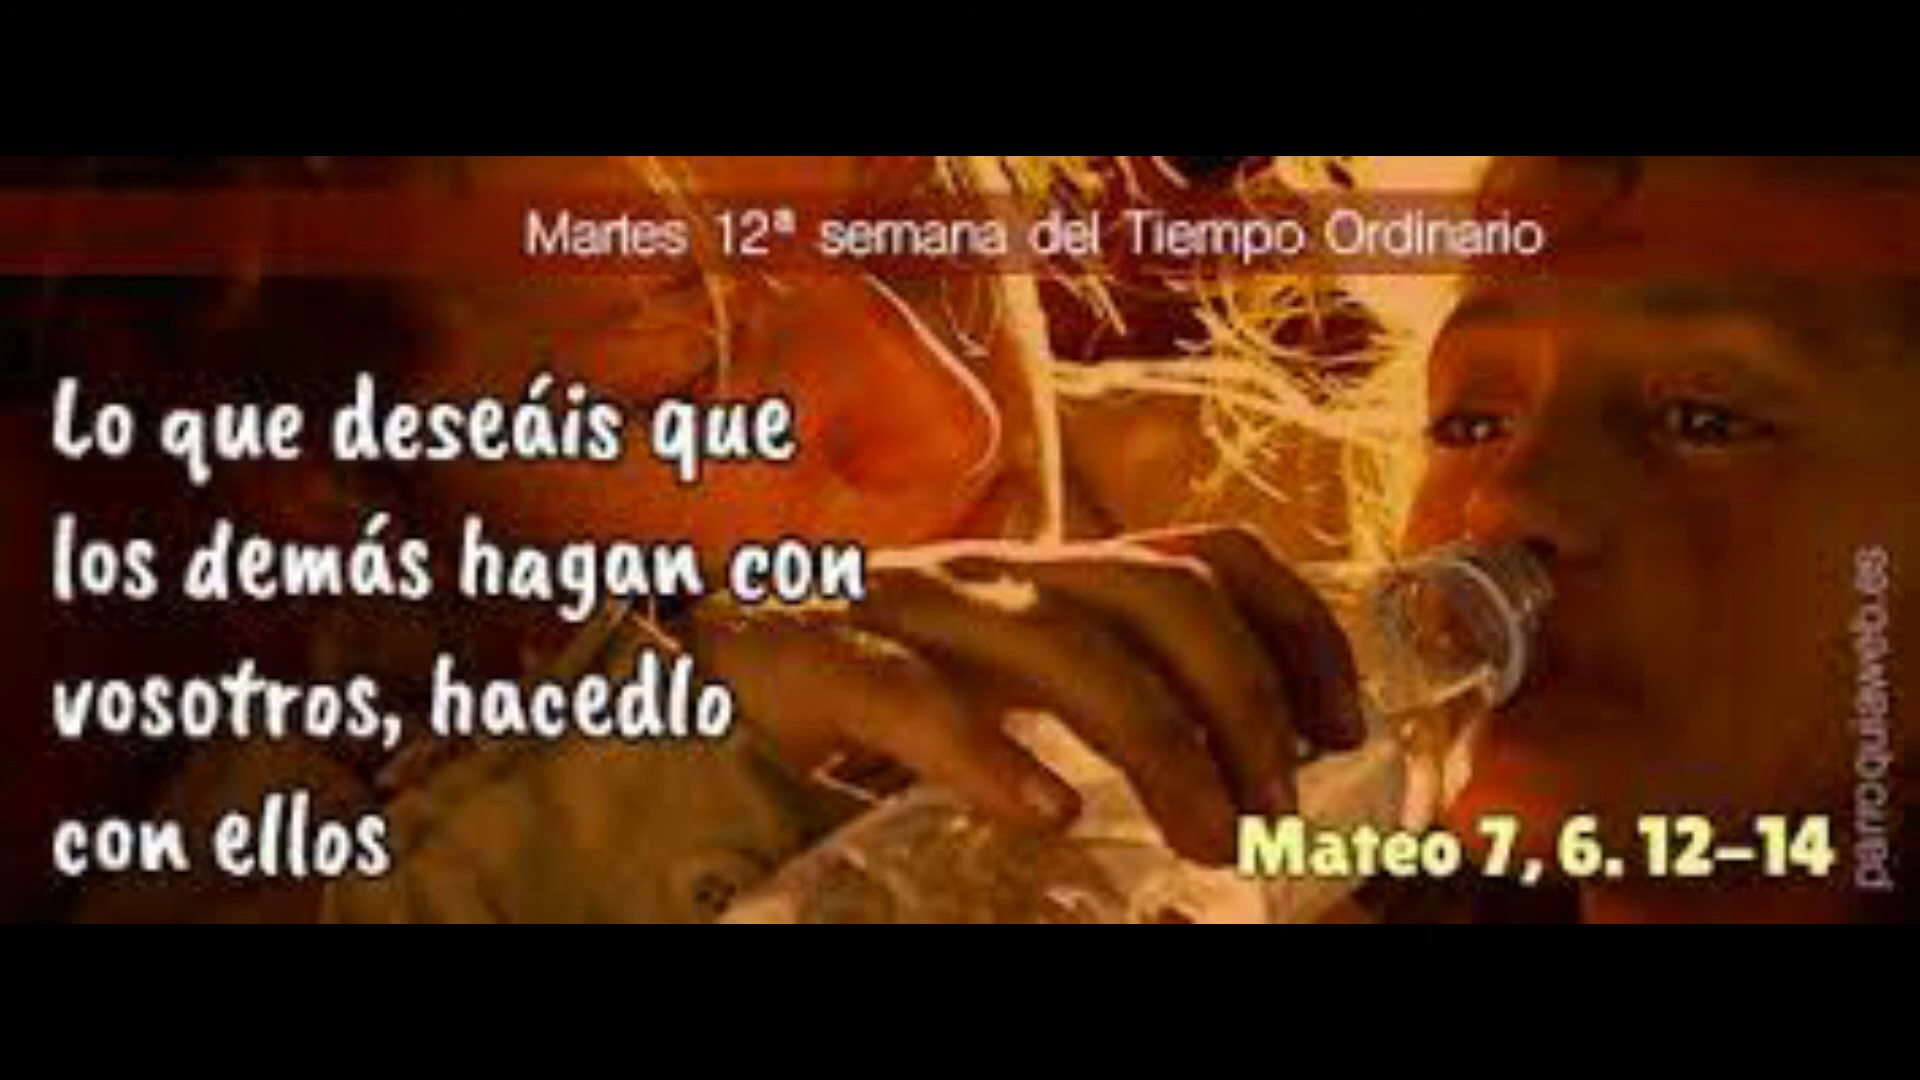 Martes 12ª semana del Tiempo Ordinario
Lo que deseáis que
los demás hagan con
vosotros, hacedlo
con ellos
Mateo 7, 6. 12-14
parroquiaweb.es